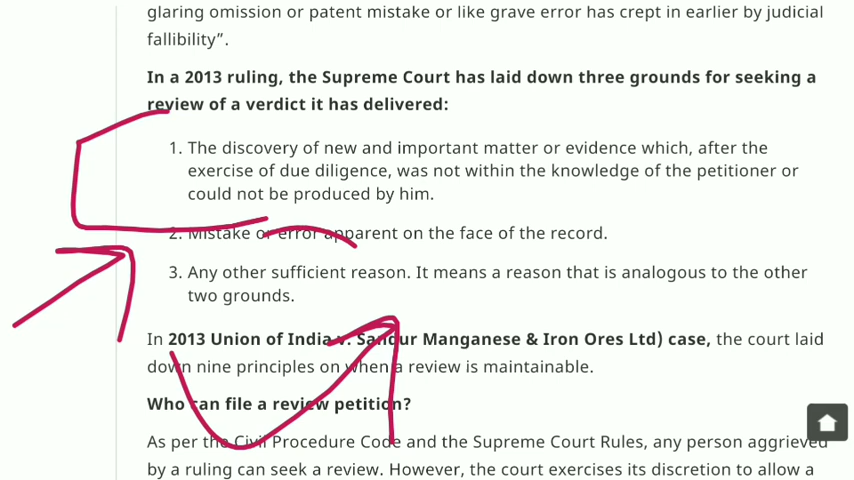 glaring omission or patent mistake or like grave error has crept in earlier by judicial
fallibility”.
In a 2013 ruling, the Supreme Court has laid down three grounds for seeking a
review of a verdict it has delivered:
1. The discovery of new and important matter or evidence which, after the
exercise of due diligence, was not within the knowledge of the petitioner or
could not be produced by him.
2. Mistake or error apparent on the face of the record.
3. Any other sufficient reason. It means a reason that is analogous to the other
two grounds.
In 2013 Union of India v. Sandur Manganese & Iron Ores Ltd) case, the court laid
down nine principles on when a review is maintainable.
Who can file a review petition?
As per the Civil Procedure Code and the Supreme Court Rules, any person aggrieved
by a ruling can seek a review. However, the court exercises its discretion to allow a